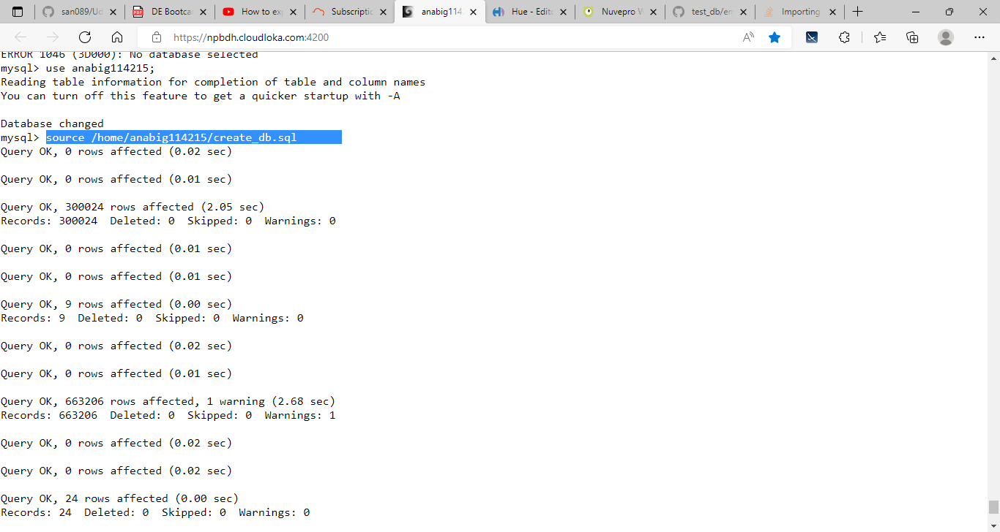 san089/Ud
DE Bootca
How to ex
Subscriptio
anabig114
Hue - Edit
Nuvepro W
test_db/em
Importing
https://npbdh.cloudloka.com:4200
ERROR 1046 (3D000): No database selected
mysql> use anabig114215;
Reading table information for completion of table and column names
You can turn off this feature to get a quicker startup with -A
Database changed
mysql> source /home/anabig114215/create_db.sql
Query OK, 0 rows affected (0.02 sec)
Query OK, 0 rows affected (0.01 sec)
Query OK, 300024 rows affected (2.05 sec)
Records: 300024  Deleted: 0  Skipped: 0  Warnings: 0
Query OK, 0 rows affected (0.01 sec)
Query OK, 0 rows affected (0.01 sec)
Query OK, 9 rows affected (0.00 sec)
Records: 9  Deleted: 0  Skipped: 0  Warnings: 0
Query OK, 0 rows affected (0.02 sec)
Query OK, 0 rows affected (0.01 sec)
Query OK, 663206 rows affected, 1 warning (2.68 sec)
Records: 663206  Deleted: 0  Skipped: 0  Warnings: 1
Query OK, 0 rows affected (0.02 sec)
Query OK, 0 rows affected (0.02 sec)
Query OK, 24 rows affected (0.00 sec)
Records: 24  Deleted: 0  Skipped: 0  Warnings: 0